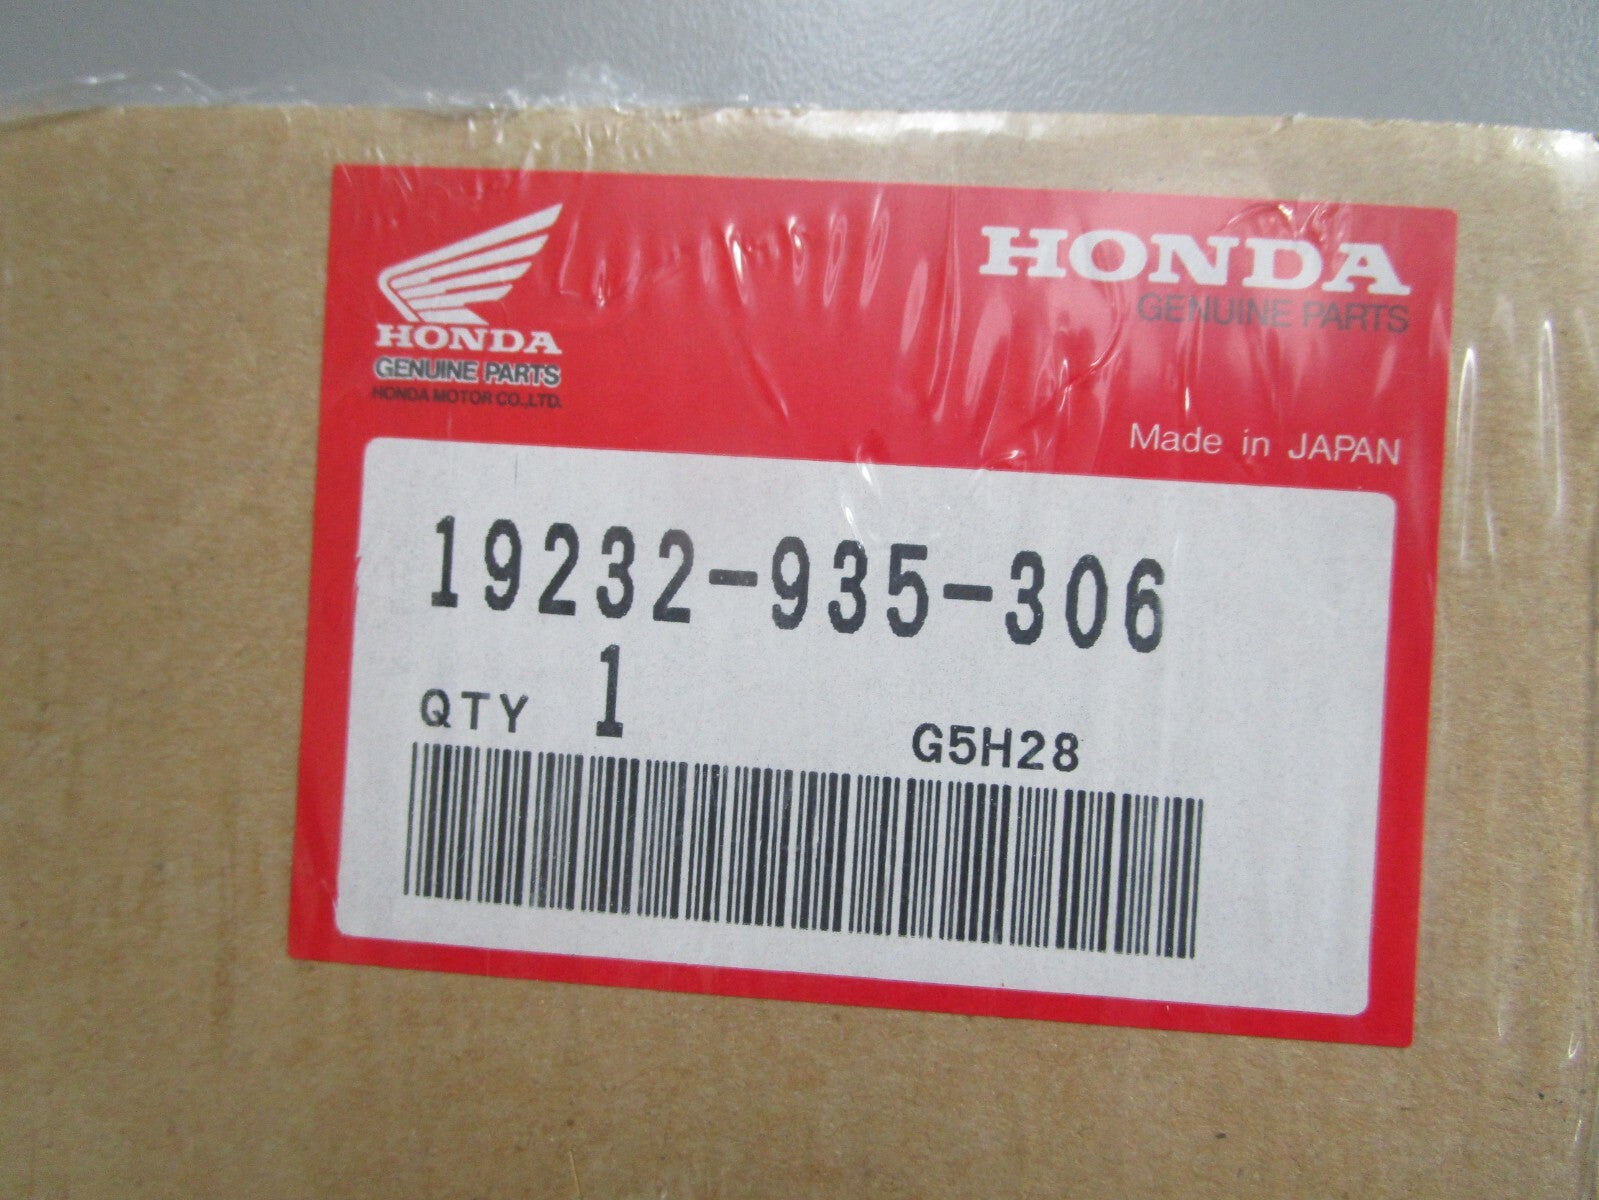 HONDA
GENUINE PARTS
HONDA MOTOR CO.,LTD.
HONDA
GENUINE PARTS
Made in JAPAN
19232-935-306
QTY 1
G5H28